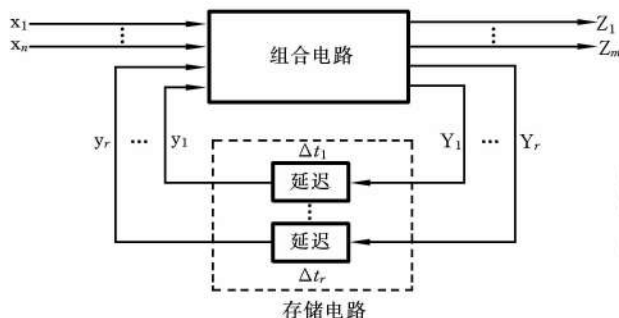 x₁
⋮
xₙ
组合电路
Z₁
⋮
Zₘ
yᵣ
…
y₁
Y₁
…
Yᵣ
Δt₁
延迟
⋮
延迟
Δtᵣ
存储电路